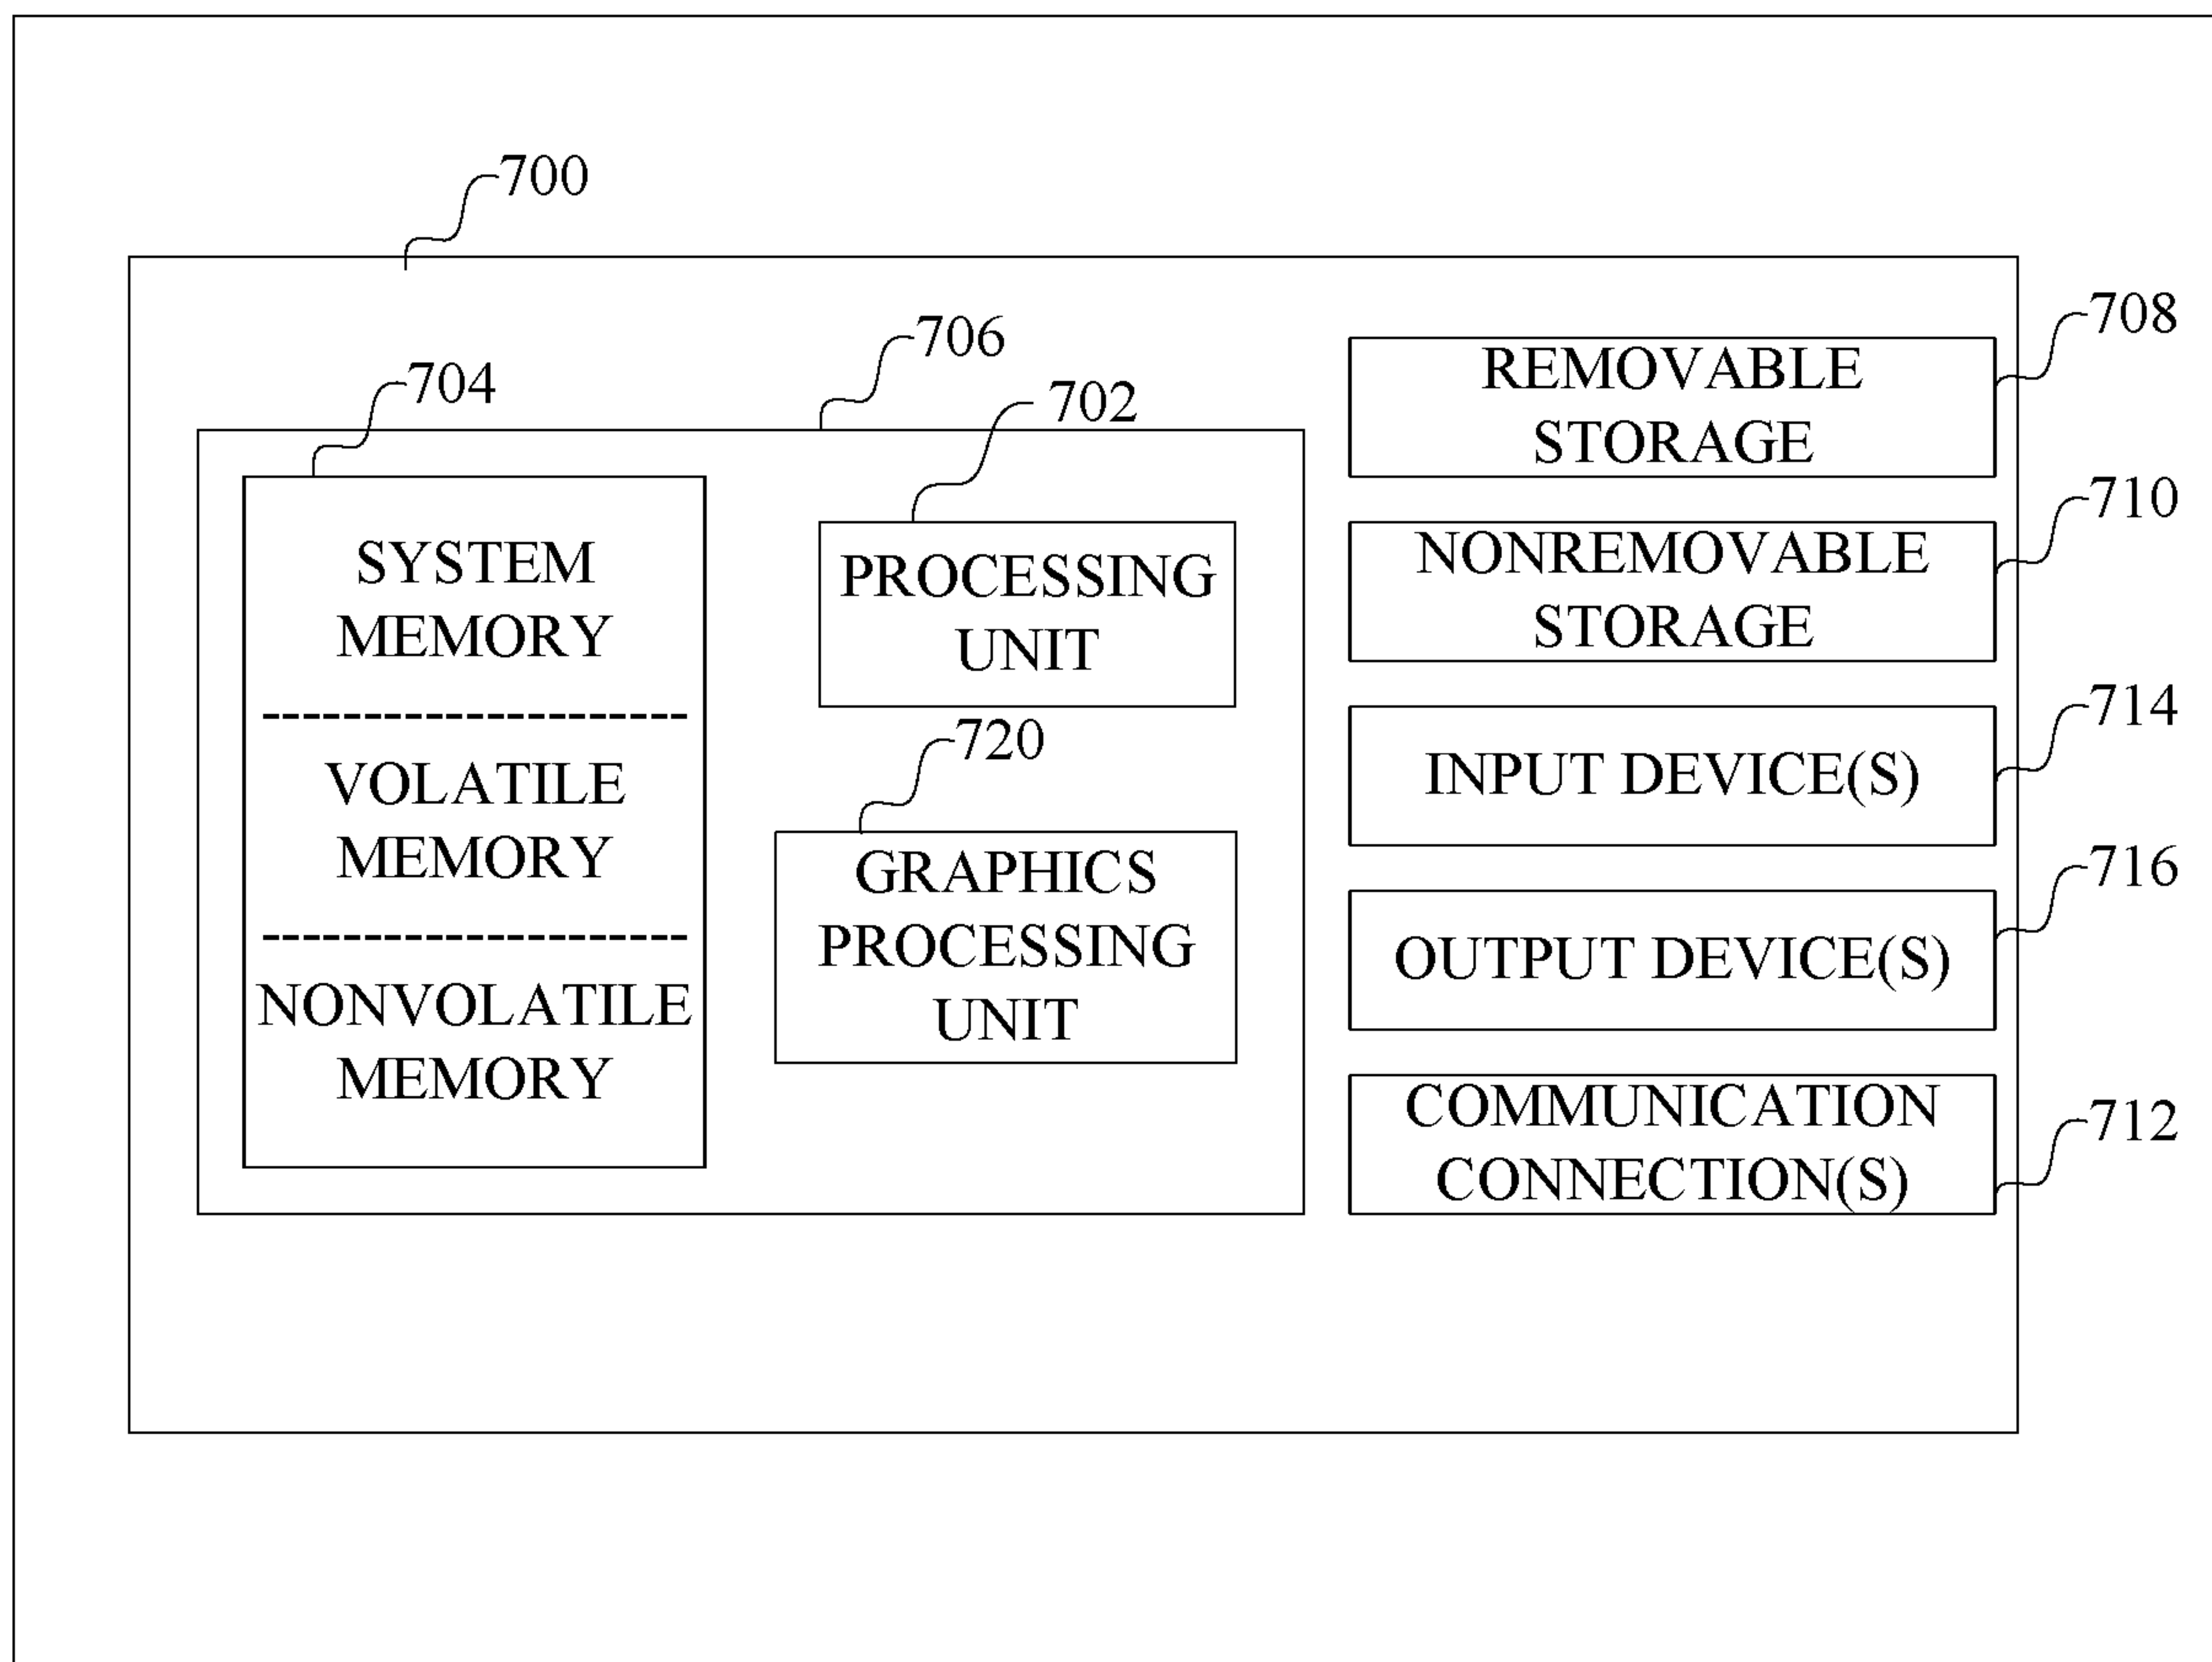 700
706
704
702
SYSTEM
MEMORY
VOLATILE
MEMORY
NONVOLATILE
MEMORY
PROCESSING
UNIT
720
GRAPHICS
PROCESSING
UNIT
708
REMOVABLE
STORAGE
710
NONREMOVABLE
STORAGE
714
INPUT DEVICE(S)
716
OUTPUT DEVICE(S)
712
COMMUNICATION
CONNECTION(S)